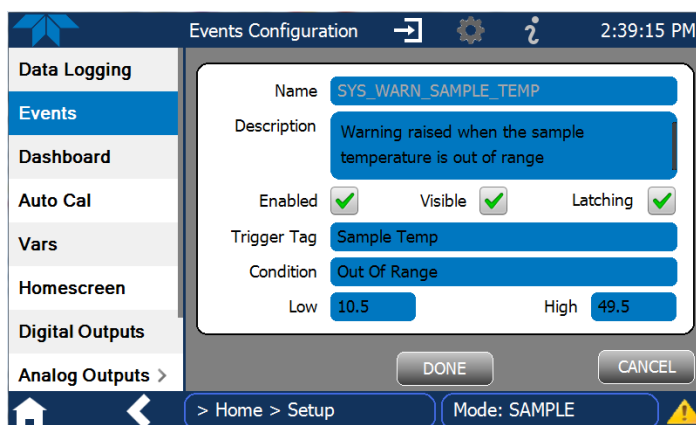 Events Configuration 2:39:15 PM
Data Logging
Events
Dashboard
Auto Cal
Vars
Homescreen
Digital Outputs
Analog Outputs >
Name SYS_WARN_SAMPLE_TEMP
Description Warning raised when the sample
temperature is out of range
Enabled Visible Latching
Trigger Tag Sample Temp
Condition Out Of Range
Low 10.5 High 49.5
DONE CANCEL
> Home > Setup Mode: SAMPLE